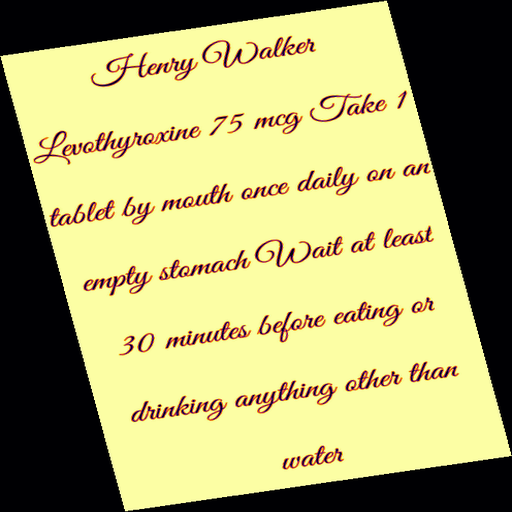 Henry Walker
Levothyroxine 75 mcg Take 1
tablet by mouth once daily on an
empty stomach Wait at least
30 minutes before eating or
drinking anything other than
water